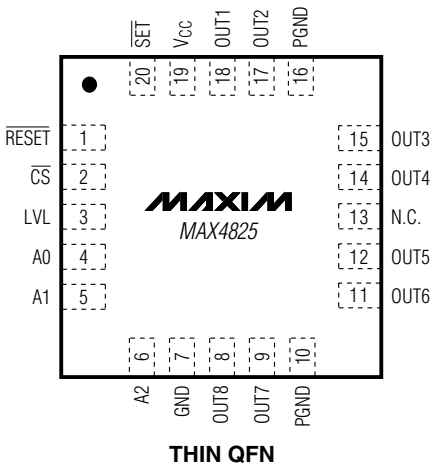 SET VCC OUT1 OUT2 PGND
20 19 18 17 16
RESET 1 15 OUT3
CS 2 14 OUT4
LVL 3 MAXIM 13 N.C.
MAX4825
A0 4 12 OUT5
A1 5 11 OUT6
6 7 8 9 10
A2 GND OUT8 OUT7 PGND
THIN QFN